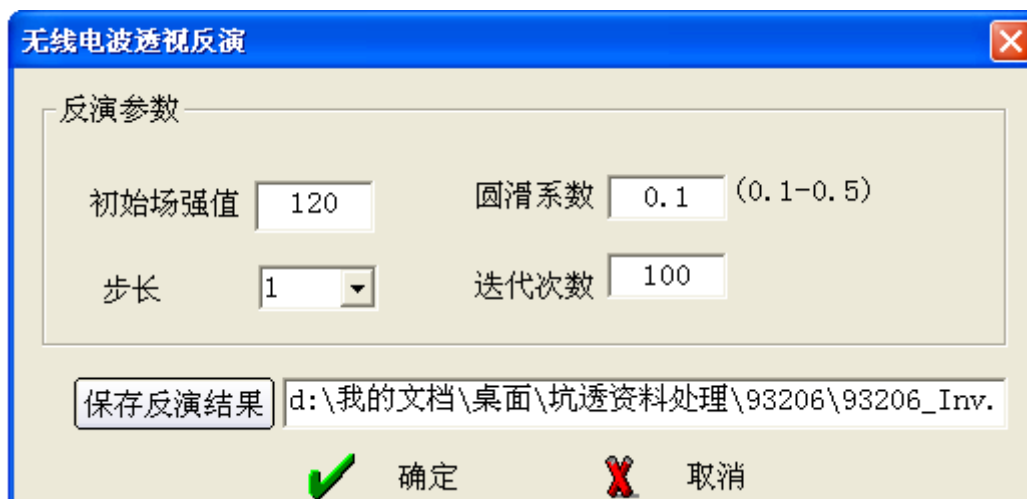 无线电波透视反演
反演参数
初始场强值 120 圆滑系数 0.1 (0.1-0.5)
步长 1 迭代次数 100
保存反演结果 d:\我的文档\桌面\坑透资料处理\93206\93206_Inv.
确定 取消